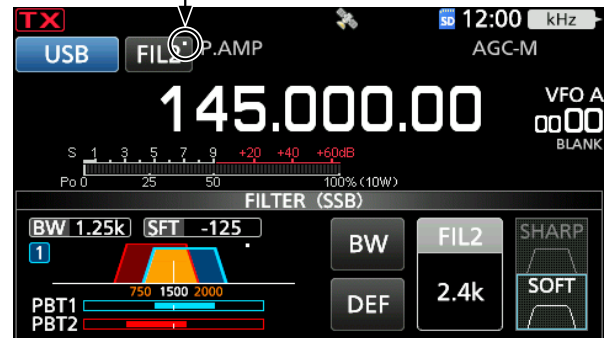 TX SD 12:00 kHz
USB FIL2 P.AMP AGC-M
145.000.00 VFO A
0000
BLANK
S 1 . 3 . 5 . 7 . 9 +20 +40 +60dB
Po 0 25 50 100% (10W)
FILTER (SSB)
BW 1.25k SFT -125
1
750 1500 2000
PBT1
PBT2
BW
DEF
FIL2
2.4k
SHARP
SOFT